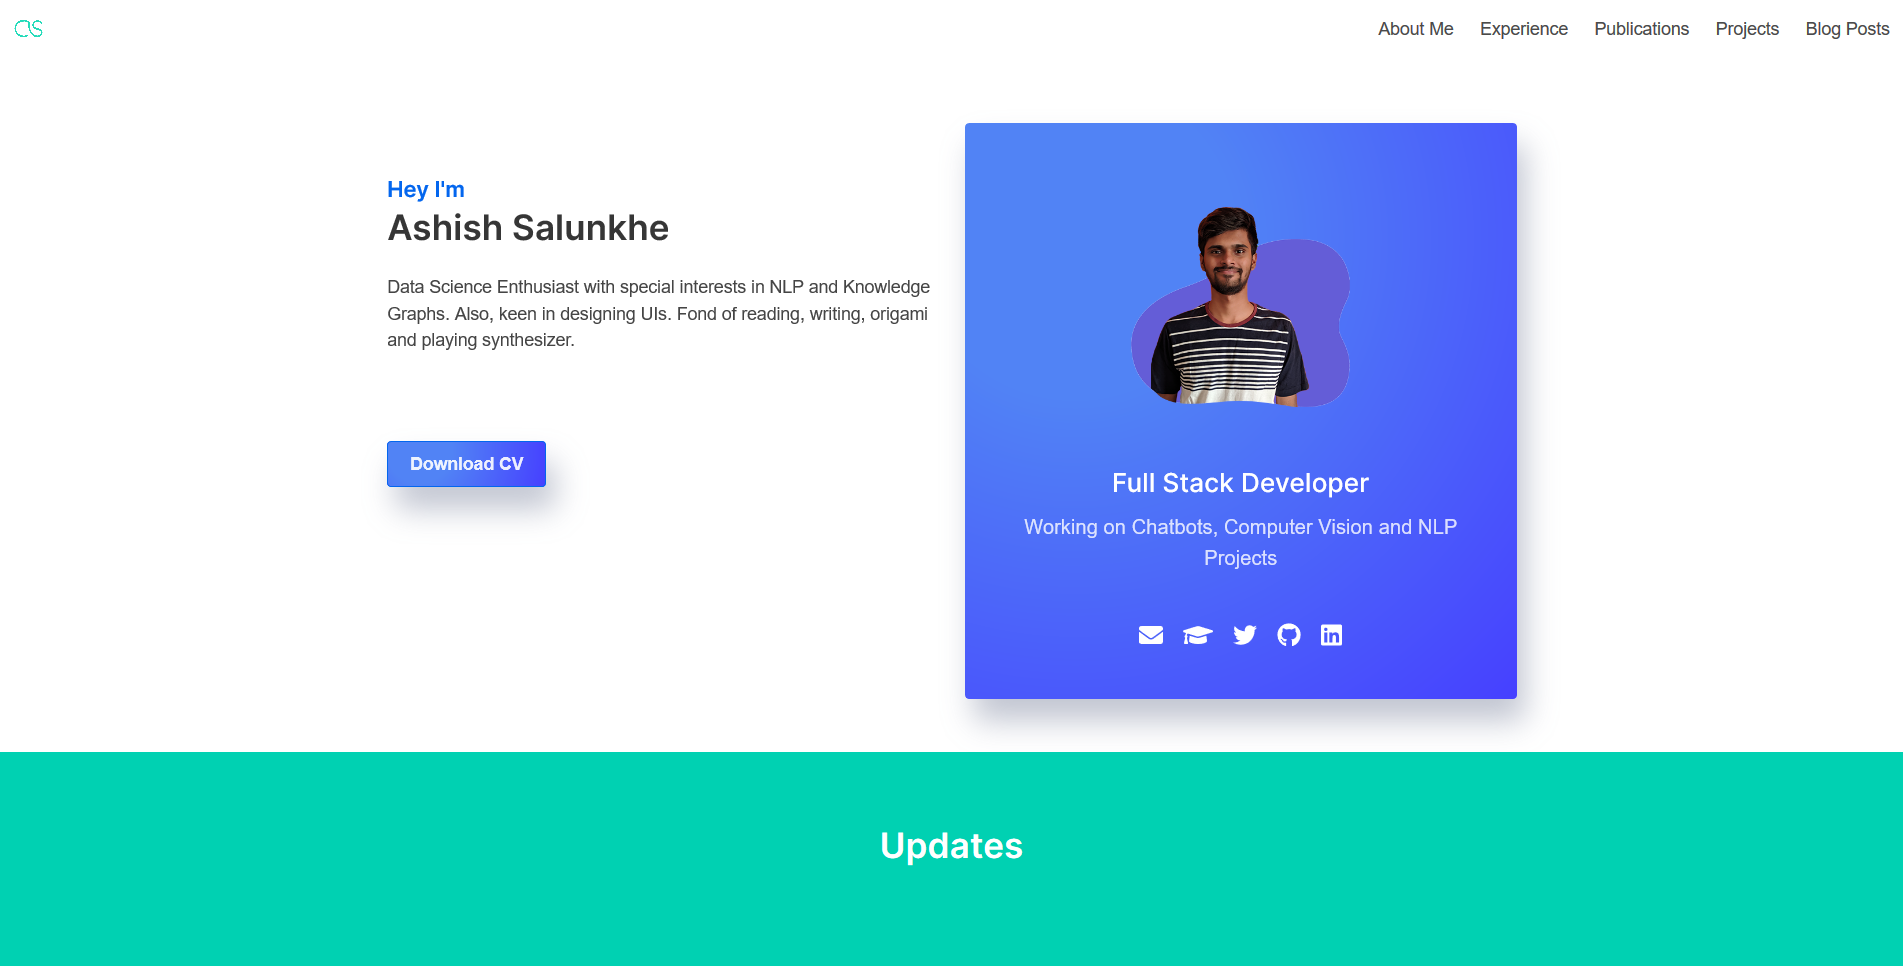 CS
About Me
Experience
Publications
Projects
Blog Posts
Hey I'm
Ashish Salunkhe
Data Science Enthusiast with special interests in NLP and Knowledge
Graphs. Also, keen in designing UIs. Fond of reading, writing, origami
and playing synthesizer.
Download CV
Full Stack Developer
Working on Chatbots, Computer Vision and NLP
Projects
in
Updates